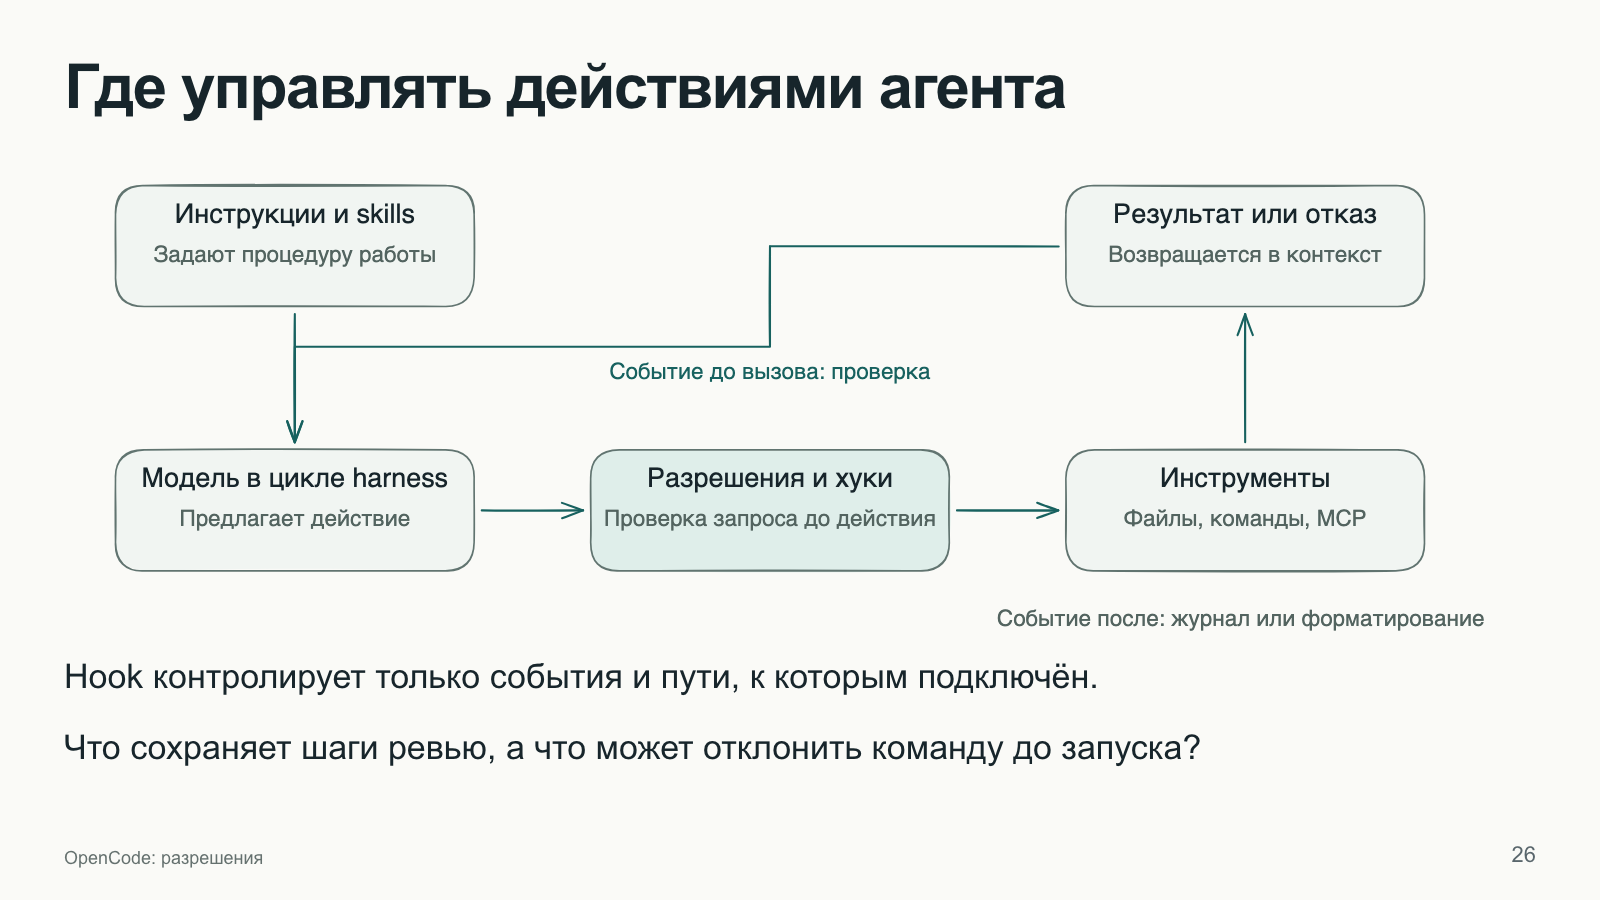 Где управлять действиями агента
Инструкции и skills
Задают процедуру работы
Результат или отказ
Возвращается в контекст
Событие до вызова: проверка
Модель в цикле harness
Предлагает действие
Разрешения и хуки
Проверка запроса до действия
Инструменты
Файлы, команды, MCP
Событие после: журнал или форматирование
Hook контролирует только события и пути, к которым подключён.
Что сохраняет шаги ревью, а что может отклонить команду до запуска?
OpenCode: разрешения
26